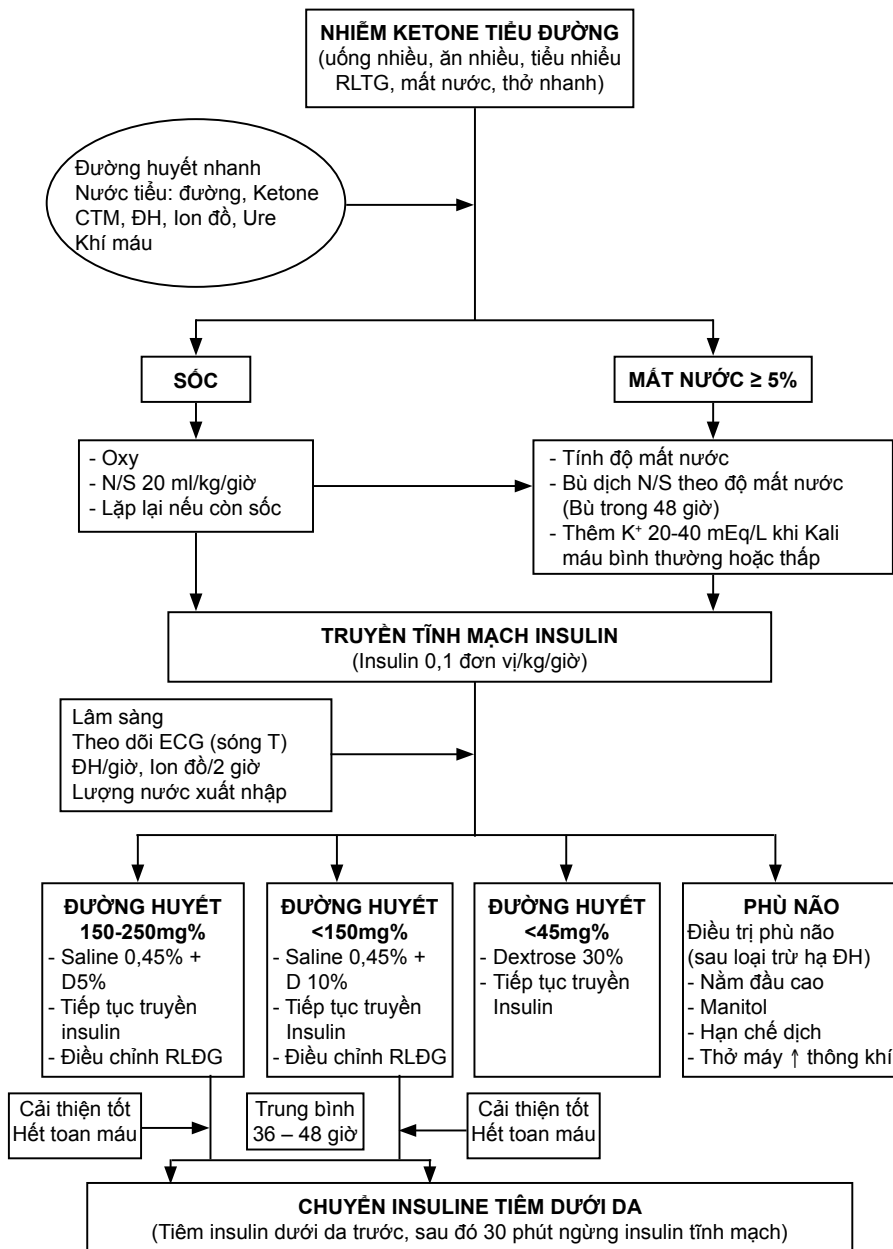 NHIỄM KETONE TIỂU ĐƯỜNG
(uống nhiều, ăn nhiều, tiểu nhiểu
RLTG, mất nước, thở nhanh)
Đường huyết nhanh
Nước tiểu: đường, Ketone
CTM, ĐH, Ion đồ, Ure
Khí máu
SỐC
MẤT NƯỚC ≥ 5%
- Oxy
- N/S 20 ml/kg/giờ
- Lặp lại nếu còn sốc
- Tính độ mất nước
- Bù dịch N/S theo độ mất nước
(Bù trong 48 giờ)
- Thêm K⁺ 20-40 mEq/L khi Kali
máu bình thường hoặc thấp
TRUYỀN TĨNH MẠCH INSULIN
(Insulin 0,1 đơn vị/kg/giờ)
Lâm sàng
Theo dõi ECG (sóng T)
ĐH/giờ, Ion đồ/2 giờ
Lượng nước xuất nhập
ĐƯỜNG HUYẾT
150-250mg%
- Saline 0,45% +
D5%
- Tiếp tục truyền
insulin
- Điều chỉnh RLĐG
ĐƯỜNG HUYẾT
<150mg%
- Saline 0,45% +
D 10%
- Tiếp tục truyền
Insulin
- Điều chỉnh RLĐG
ĐƯỜNG HUYẾT
<45mg%
- Dextrose 30%
- Tiếp tục truyền
Insulin
PHÙ NÃO
Điều trị phù não
(sau loại trừ hạ ĐH)
- Nằm đầu cao
- Manitol
- Hạn chế dịch
- Thở máy ↑ thông khí
Cải thiện tốt
Hết toan máu
Trung bình
36 – 48 giờ
Cải thiện tốt
Hết toan máu
CHUYỂN INSULINE TIÊM DƯỚI DA
(Tiêm insulin dưới da trước, sau đó 30 phút ngừng insulin tĩnh mạch)